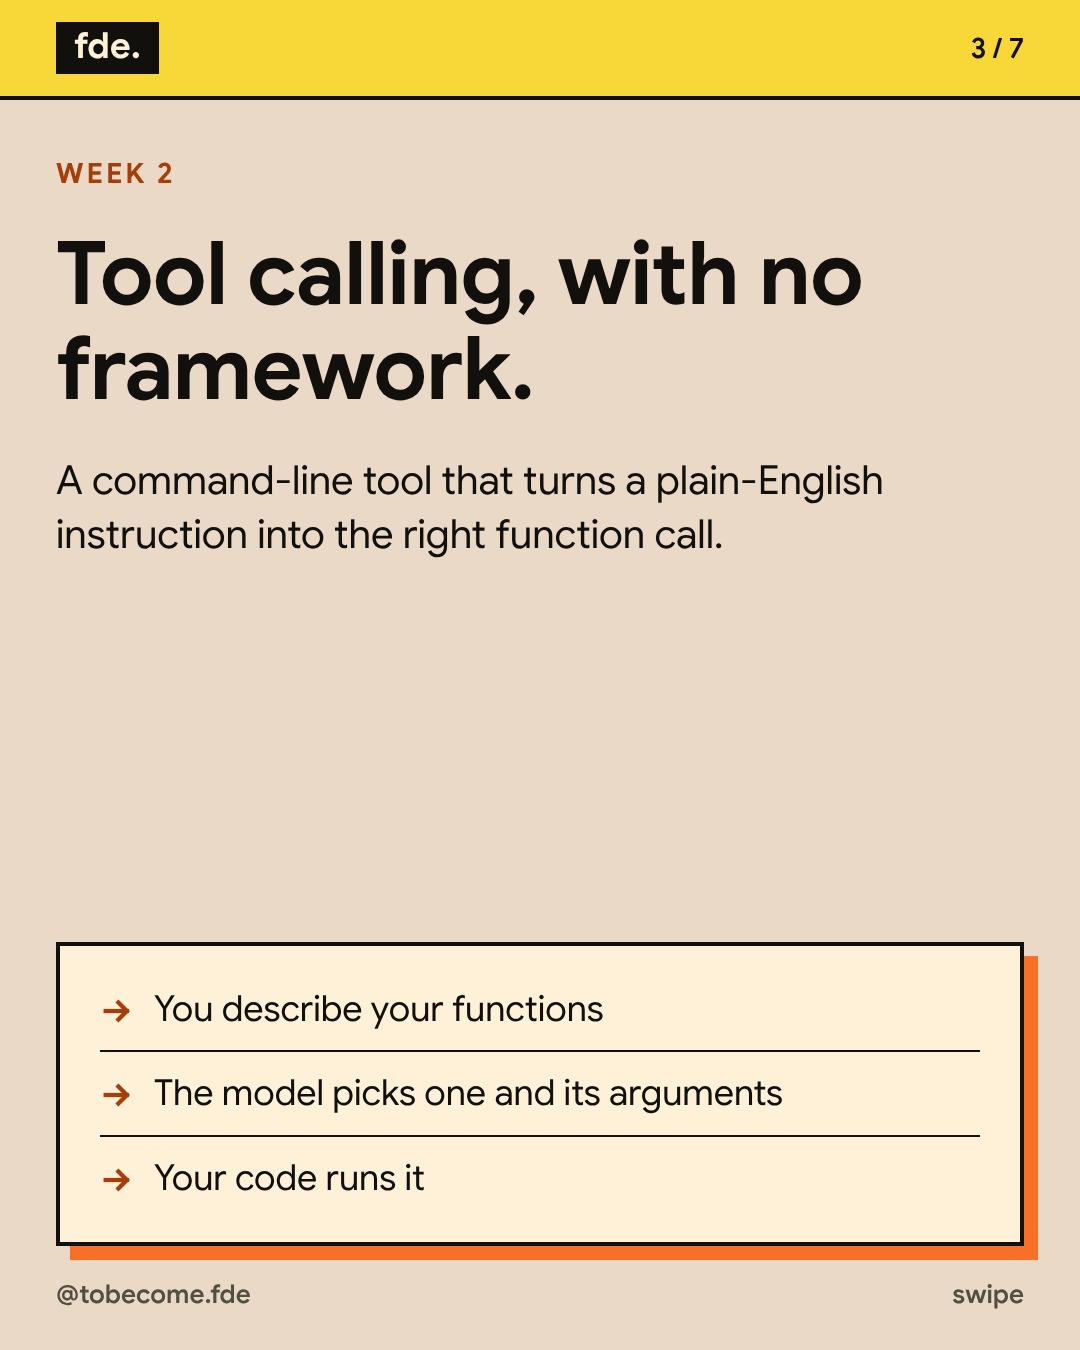 fde.
3 / 7
WEEK 2
Tool calling, with no
framework.
A command-line tool that turns a plain-English
instruction into the right function call.
→ You describe your functions
→ The model picks one and its arguments
→ Your code runs it
@tobecome.fde
swipe